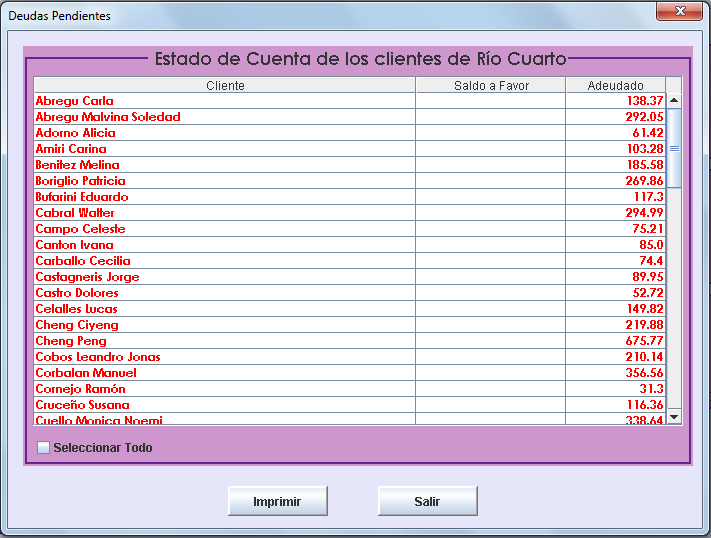 Deudas Pendientes
Estado de Cuenta de los clientes de Río Cuarto
Cliente Saldo a Favor Adeudado
Abregu Carla 138.37
Abregu Malvina Soledad 292.05
Adorno Alicia 61.42
Amiri Carina 103.28
Benitez Melina 185.58
Boriglio Patricia 269.86
Bufarini Eduardo 117.3
Cabral Walter 294.99
Campo Celeste 75.21
Canton Ivana 85.0
Carballo Cecilia 74.4
Castagneris Jorge 89.95
Castro Dolores 52.72
Celalles Lucas 149.82
Cheng Ciyeng 219.88
Cheng Peng 675.77
Cobos Leandro Jonas 210.14
Corbalan Manuel 356.56
Cornejo Ramón 31.3
Cruceño Susana 116.36
Cuello Monica Noemi 338.64
Seleccionar Todo
Imprimir Salir